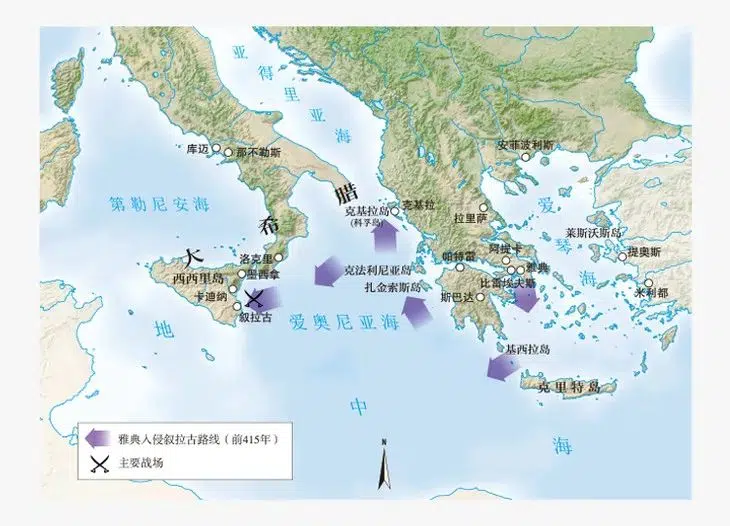 亚得里亚海
安菲波利斯
库迈
那不勒斯
第勒尼安海
大希腊
克基拉岛
(科孚岛)
克基拉
拉里萨
爱琴海
莱斯沃斯岛
提奥斯
米利都
阿提卡
帕特雷
雅典
比雷埃夫斯
斯巴达
洛克里
墨西拿
西西里岛
卡迪纳
叙拉古
克法利尼亚岛
扎金索斯岛
爱奥尼亚海
基西拉岛
克里特岛
地中海
N
雅典入侵叙拉古路线(前415年)
主要战场